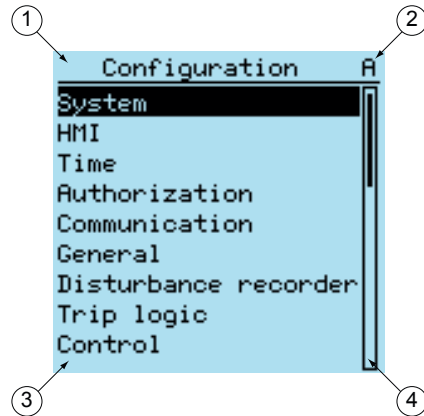 1 2
Configuration A
System
HMI
Time
Authorization
Communication
General
Disturbance recorder
Trip logic
Control
3 4